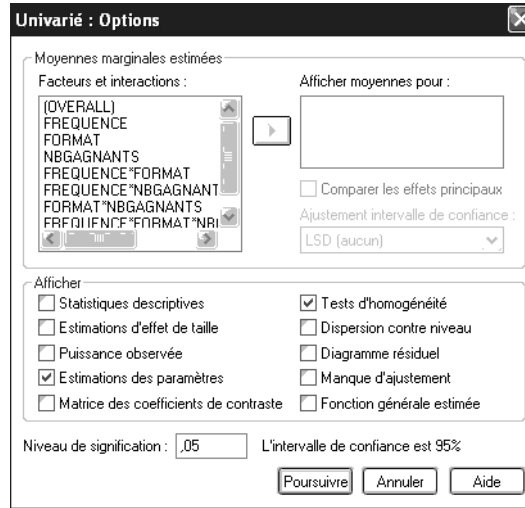 Univarié : Options
Moyennes marginales estimées
Facteurs et interactions :
(OVERALL)
FREQUENCE
FORMAT
NBGAGNANTS
FREQUENCE*FORMAT
FREQUENCE*NBGAGNANT
FORMAT*NBGAGNANTS
FREQUENCE*FORMAT*NB
Afficher moyennes pour :
Comparer les effets principaux
Ajustement intervalle de confiance :
LSD (aucun)
Afficher
Statistiques descriptives
Estimations d'effet de taille
Puissance observée
Estimations des paramètres
Matrice des coefficients de contraste
Tests d'homogénéité
Dispersion contre niveau
Diagramme résiduel
Manque d'ajustement
Fonction générale estimée
Niveau de signification : ,05 L'intervalle de confiance est 95%
Poursuivre Annuler Aide